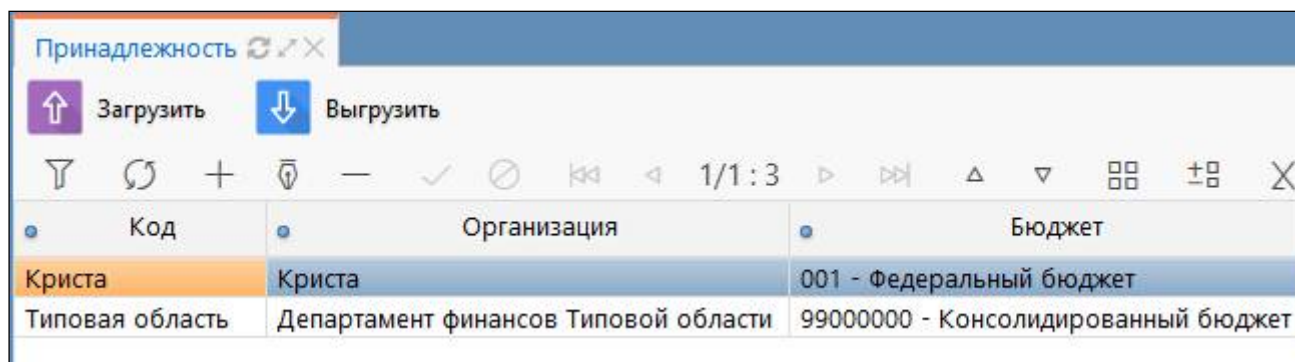 Принадлежность
Загрузить Выгрузить
1/1 : 3
Код Организация Бюджет
Криста Криста 001 - Федеральный бюджет
Типовая область Департамент финансов Типовой области 99000000 - Консолидированный бюджет